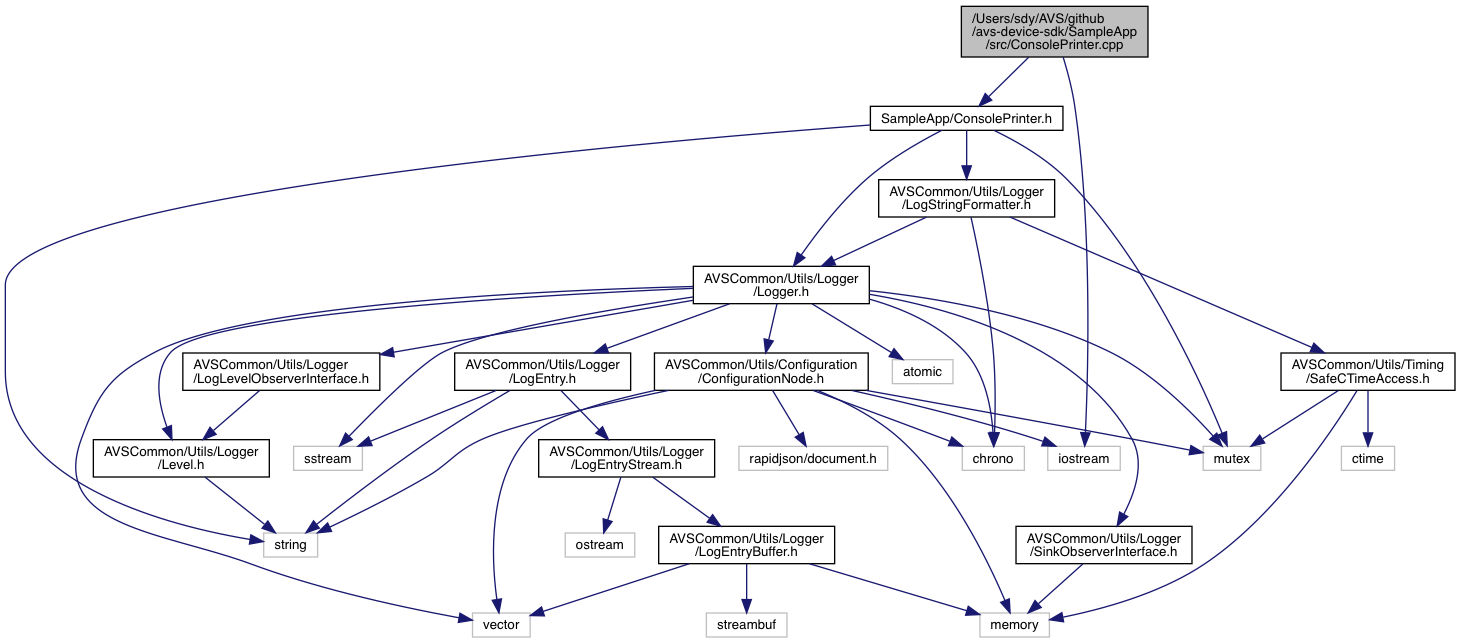 /Users/sdy/AVS/github
/avs-device-sdk/SampleApp
/src/ConsolePrinter.cpp
SampleApp/ConsolePrinter.h
AVSCommon/Utils/Logger
/LogStringFormatter.h
AVSCommon/Utils/Logger
/Logger.h
AVSCommon/Utils/Logger
/LogLevelObserverInterface.h
AVSCommon/Utils/Logger
/LogEntry.h
AVSCommon/Utils/Configuration
/ConfigurationNode.h
atomic
AVSCommon/Utils/Timing
/SafeCTimeAccess.h
AVSCommon/Utils/Logger
/Level.h
sstream
AVSCommon/Utils/Logger
/LogEntryStream.h
rapidjson/document.h
chrono
iostream
mutex
ctime
string
ostream
AVSCommon/Utils/Logger
/LogEntryBuffer.h
AVSCommon/Utils/Logger
/SinkObserverInterface.h
vector
streambuf
memory